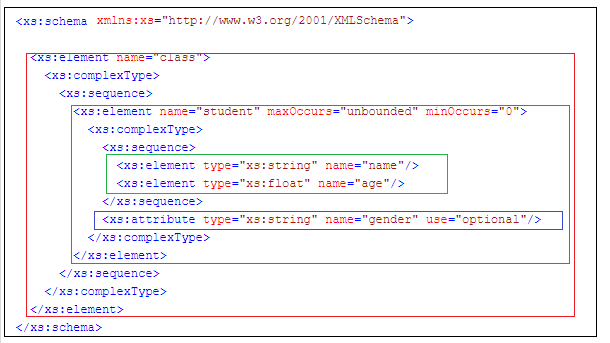 <xs:schema xmlns:xs="http://www.w3.org/2001/XMLSchema">
<xs:element name="class">
<xs:complexType>
<xs:sequence>
<xs:element name="student" maxOccurs="unbounded" minOccurs="0">
<xs:complexType>
<xs:sequence>
<xs:element type="xs:string" name="name"/>
<xs:element type="xs:float" name="age"/>
</xs:sequence>
<xs:attribute type="xs:string" name="gender" use="optional"/>
</xs:complexType>
</xs:element>
</xs:sequence>
</xs:complexType>
</xs:element>
</xs:schema>